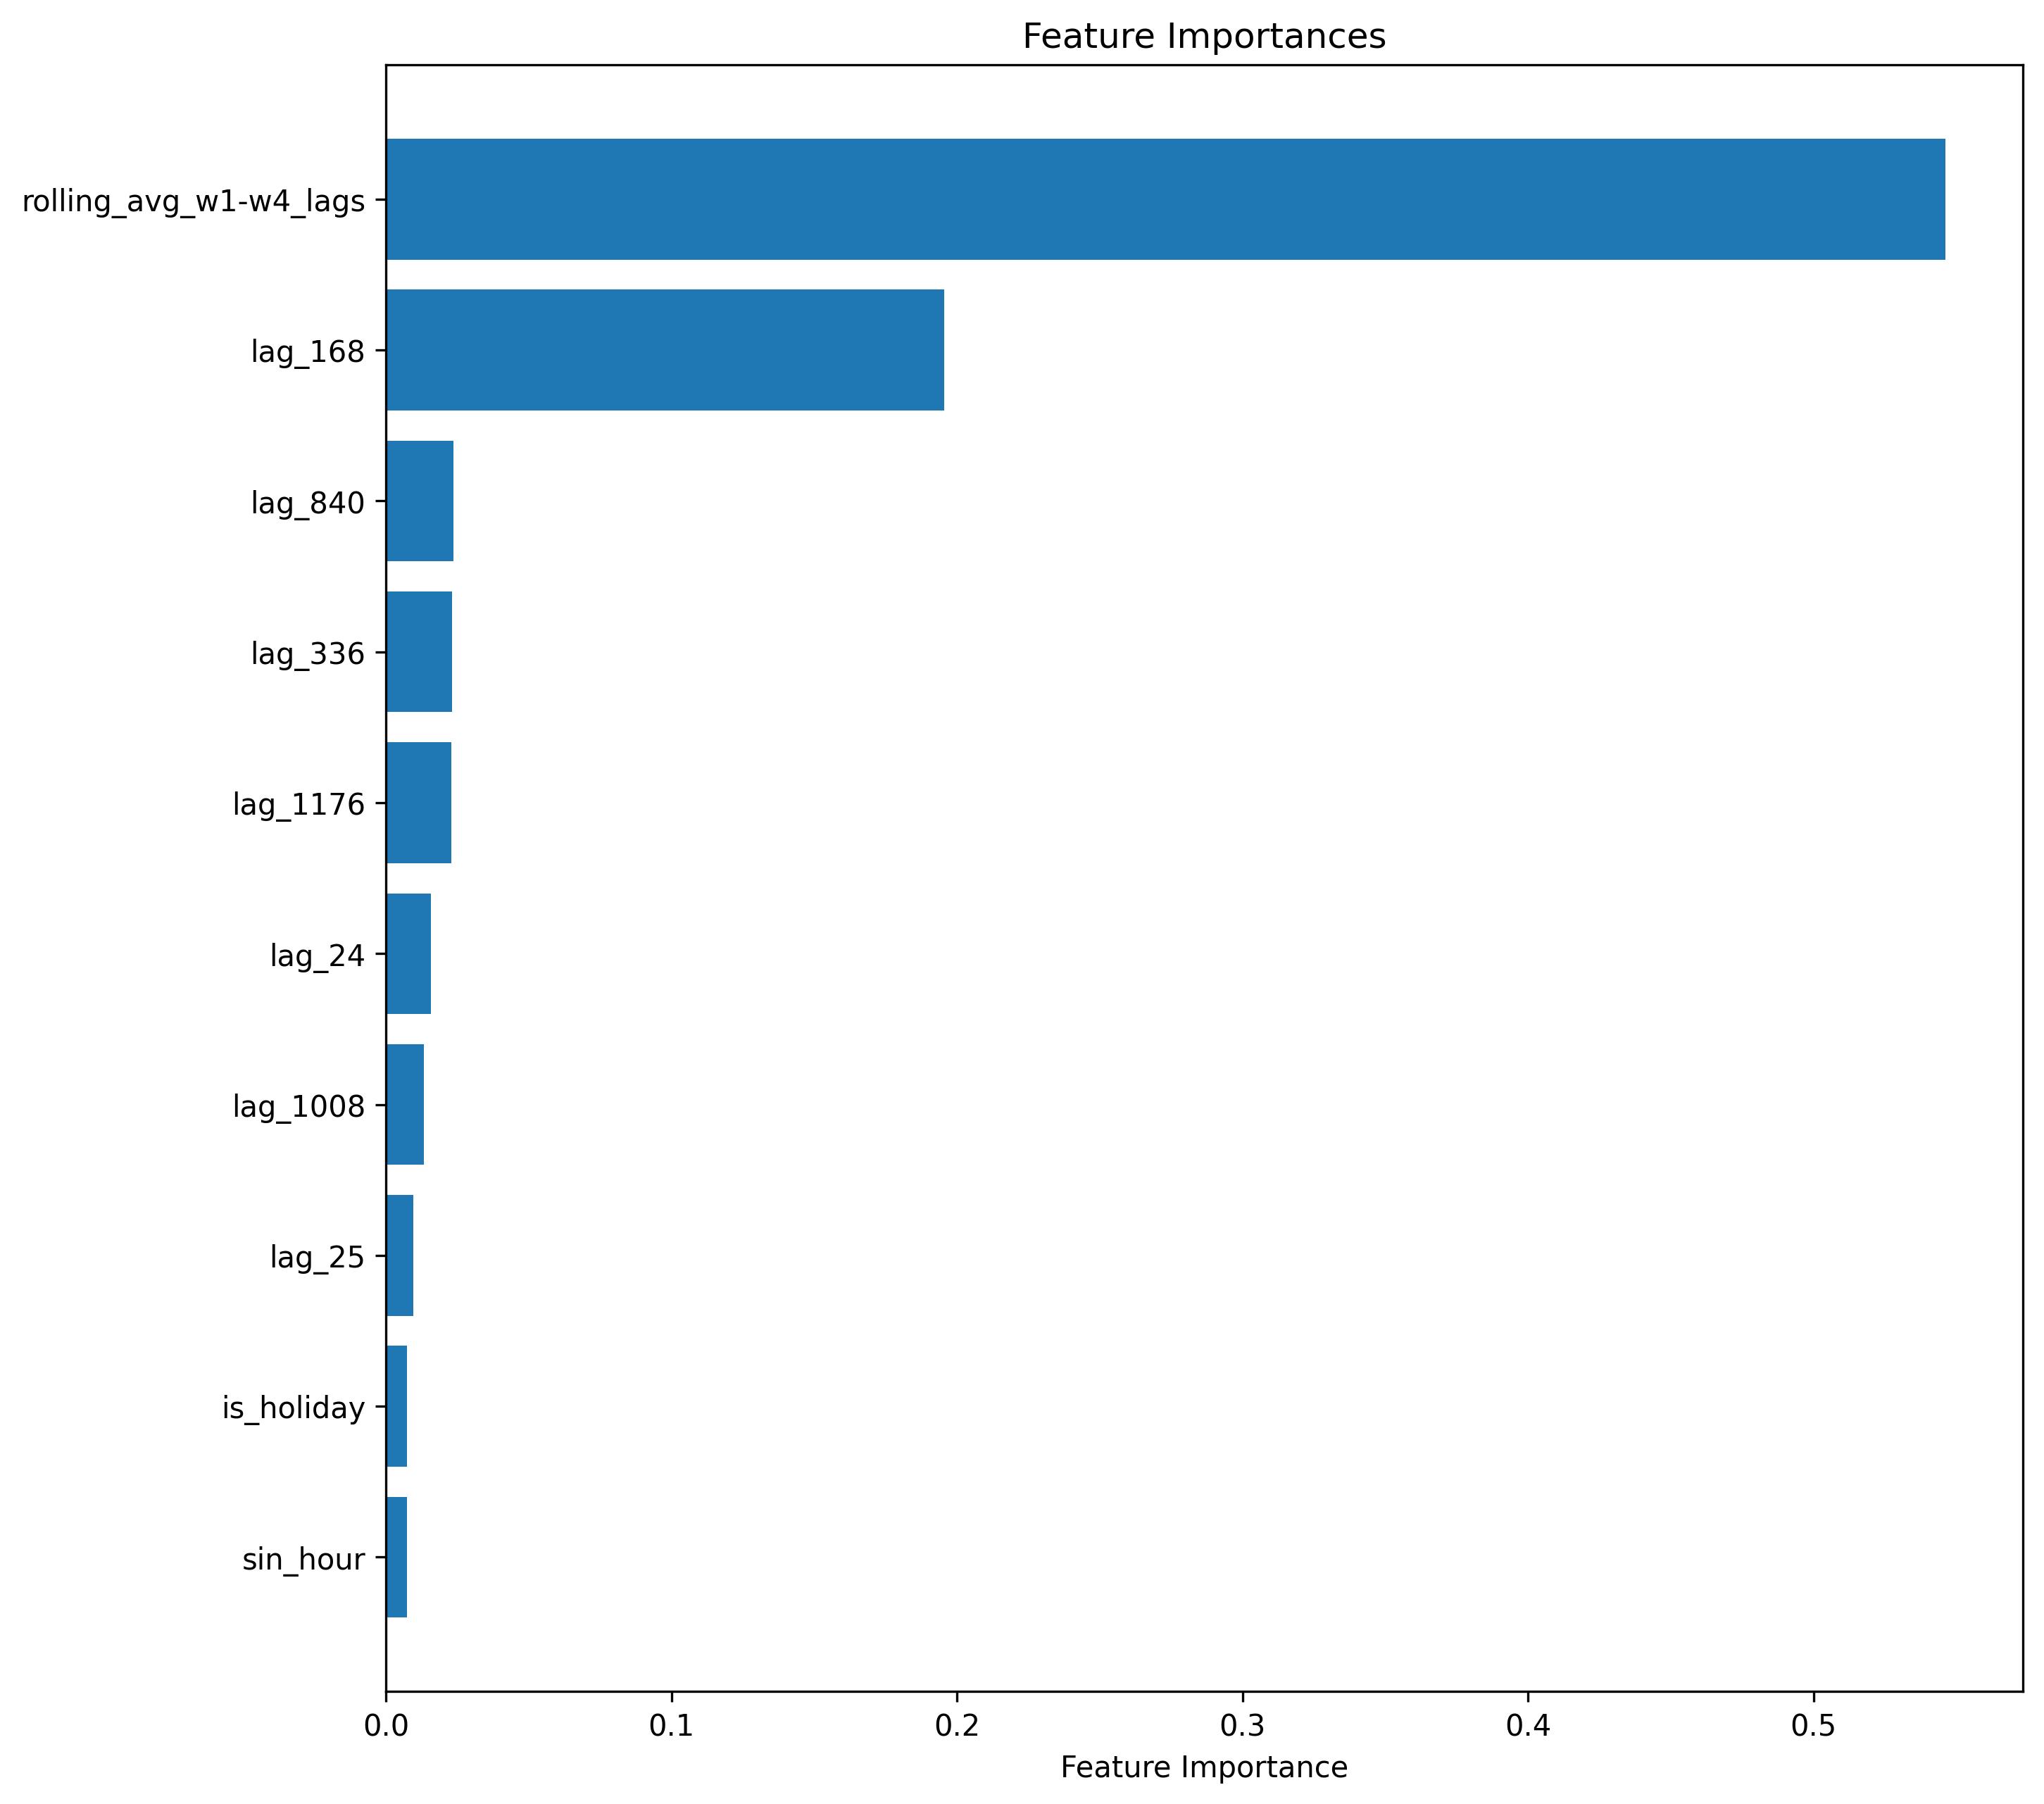 Feature Importances
rolling_avg_w1-w4_lags
lag_168
lag_840
lag_336
lag_1176
lag_24
lag_1008
lag_25
is_holiday
sin_hour
0.0 0.1 0.2 0.3 0.4 0.5
Feature Importance